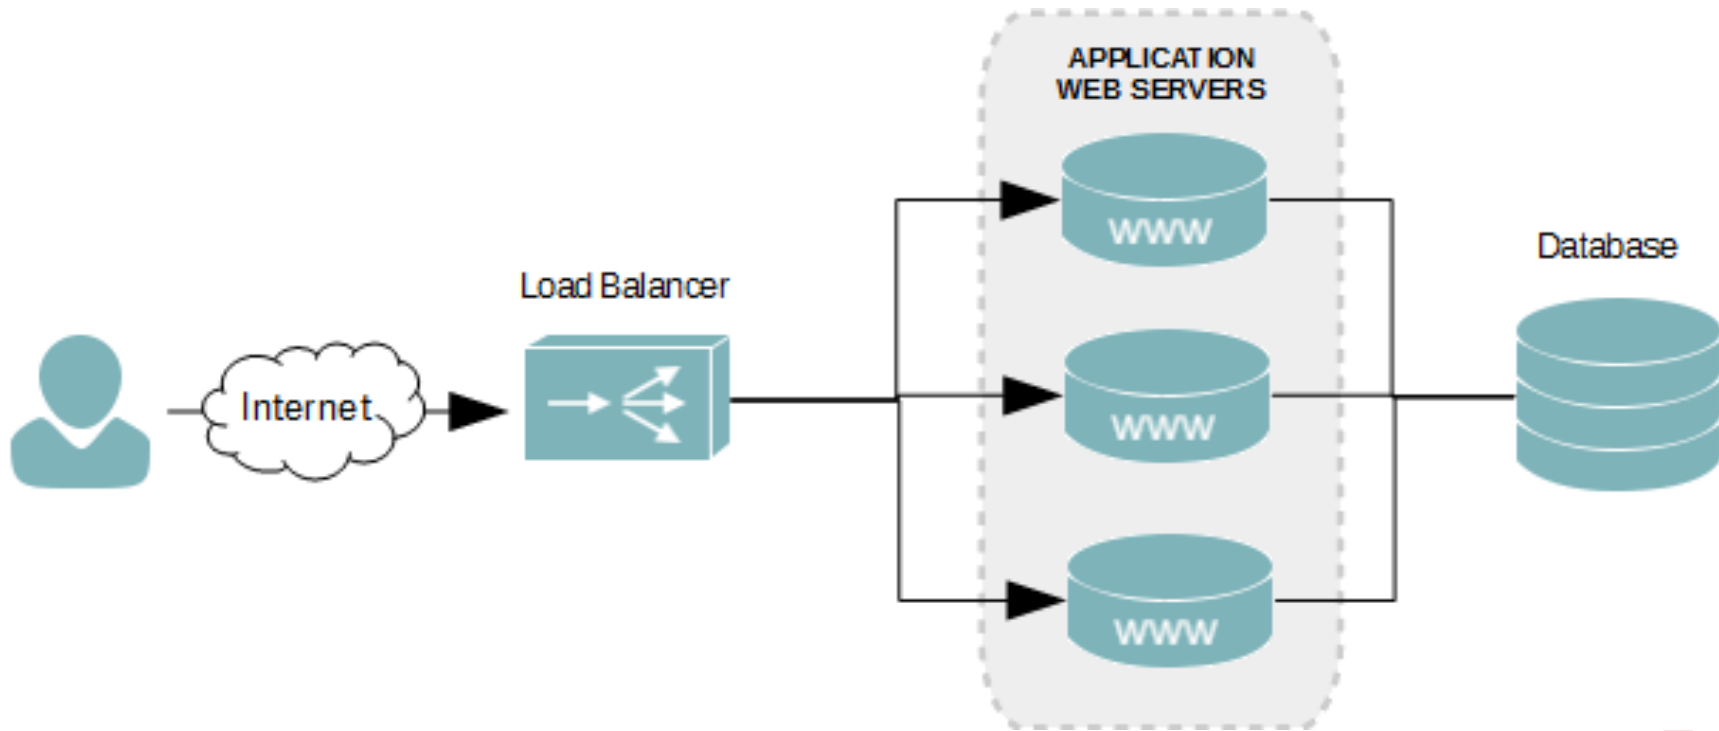 APPLICATION
WEB SERVERS
WWW
Database
Load Balancer
Internet
WWW
WWW